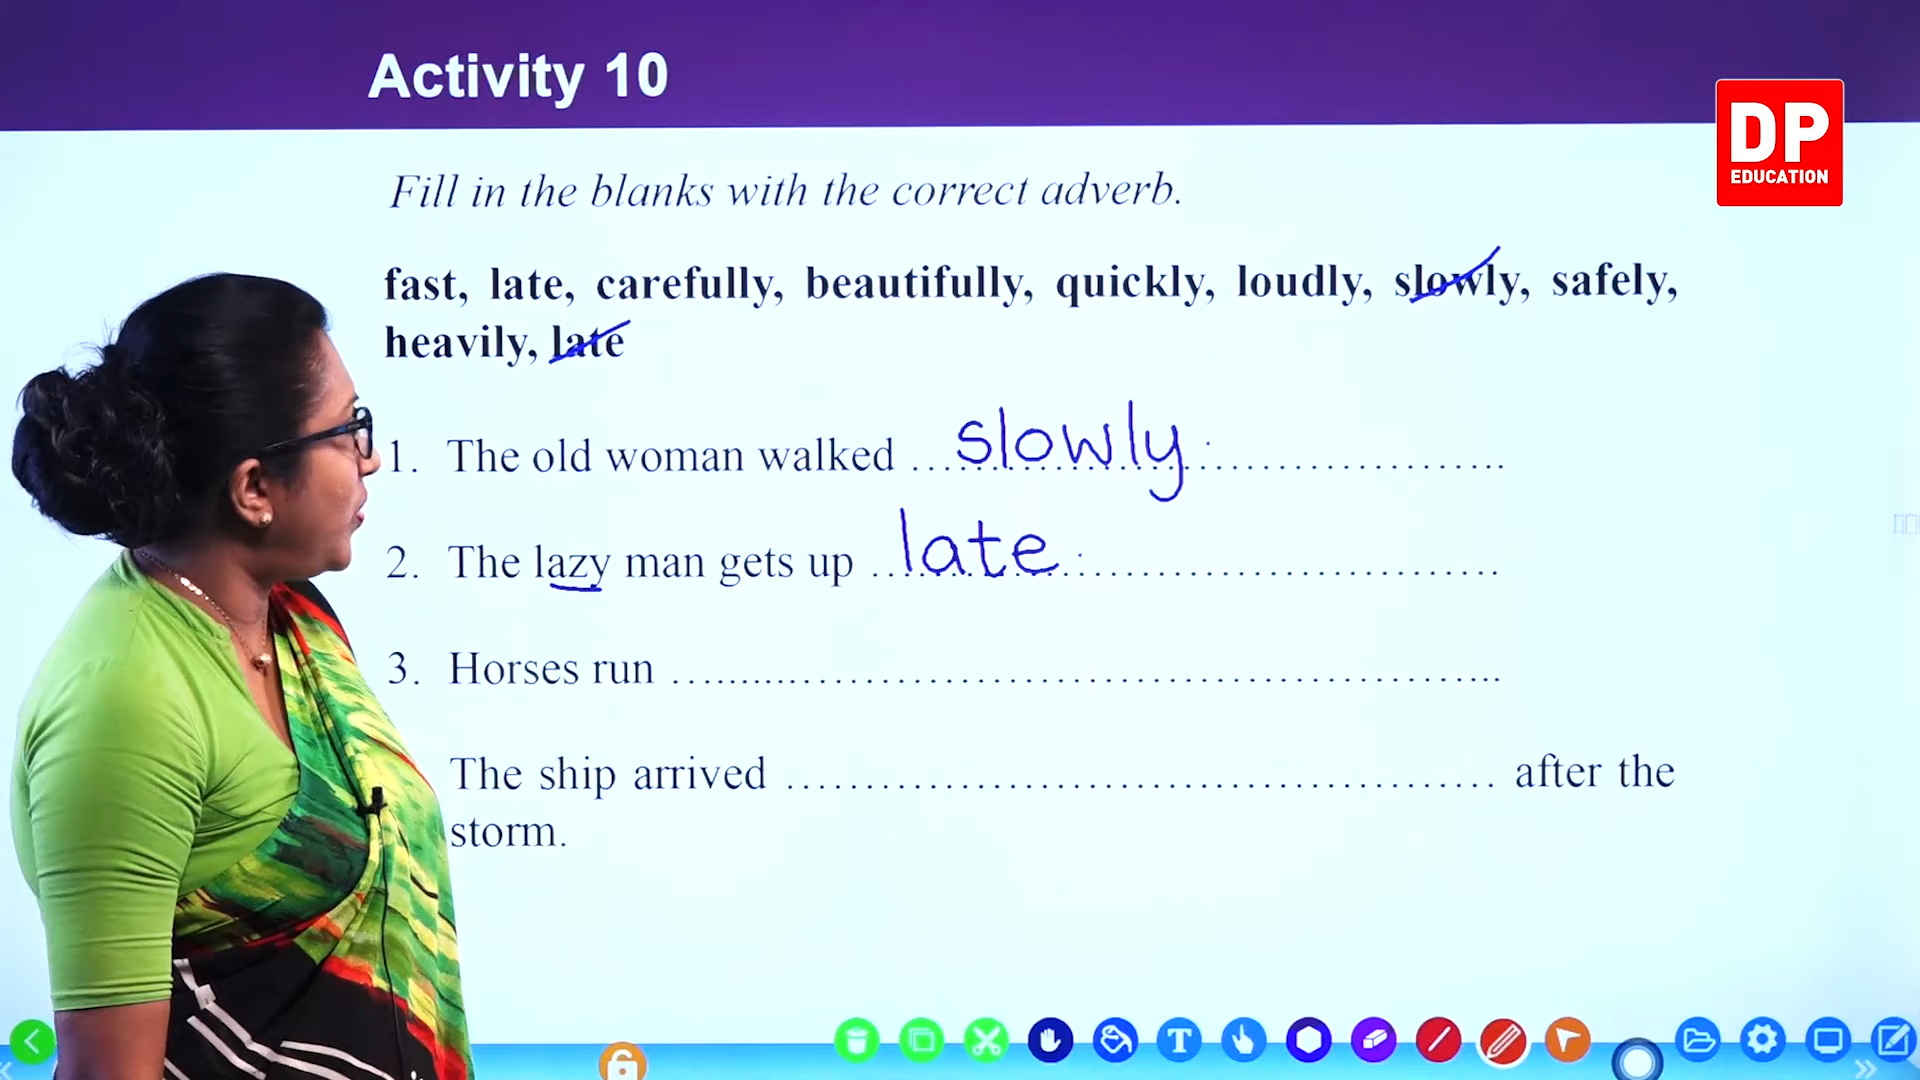 Activity 10
DP
EDUCATION
Fill in the blanks with the correct adverb.
fast, late, carefully, beautifully, quickly, loudly, slowly, safely,
heavily, late
1. The old woman walked ................ slowly.
2. The lazy man gets up ................ late.
3. Horses run ................
The ship arrived ................ after the
storm.